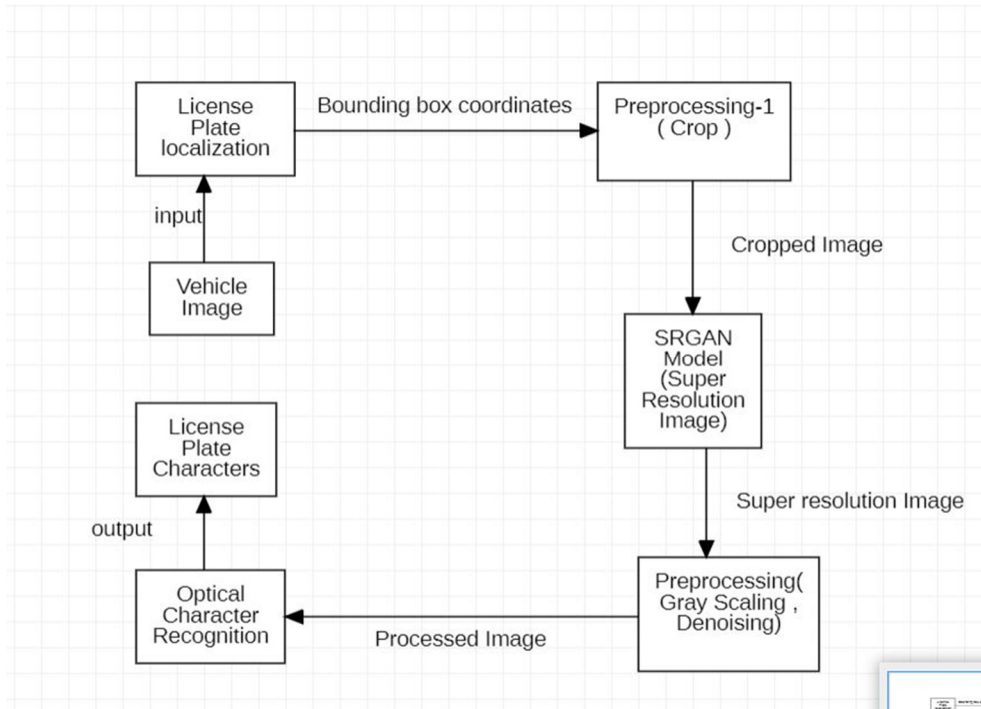 License
Plate
localization
Bounding box coordinates
Preprocessing-1
( Crop )
input
Vehicle
Image
Cropped Image
SRGAN
Model
(Super
Resolution
Image)
License
Plate
Characters
Super resolution Image
output
Optical
Character
Recognition
Processed Image
Preprocessing(
Gray Scaling ,
Denoising)